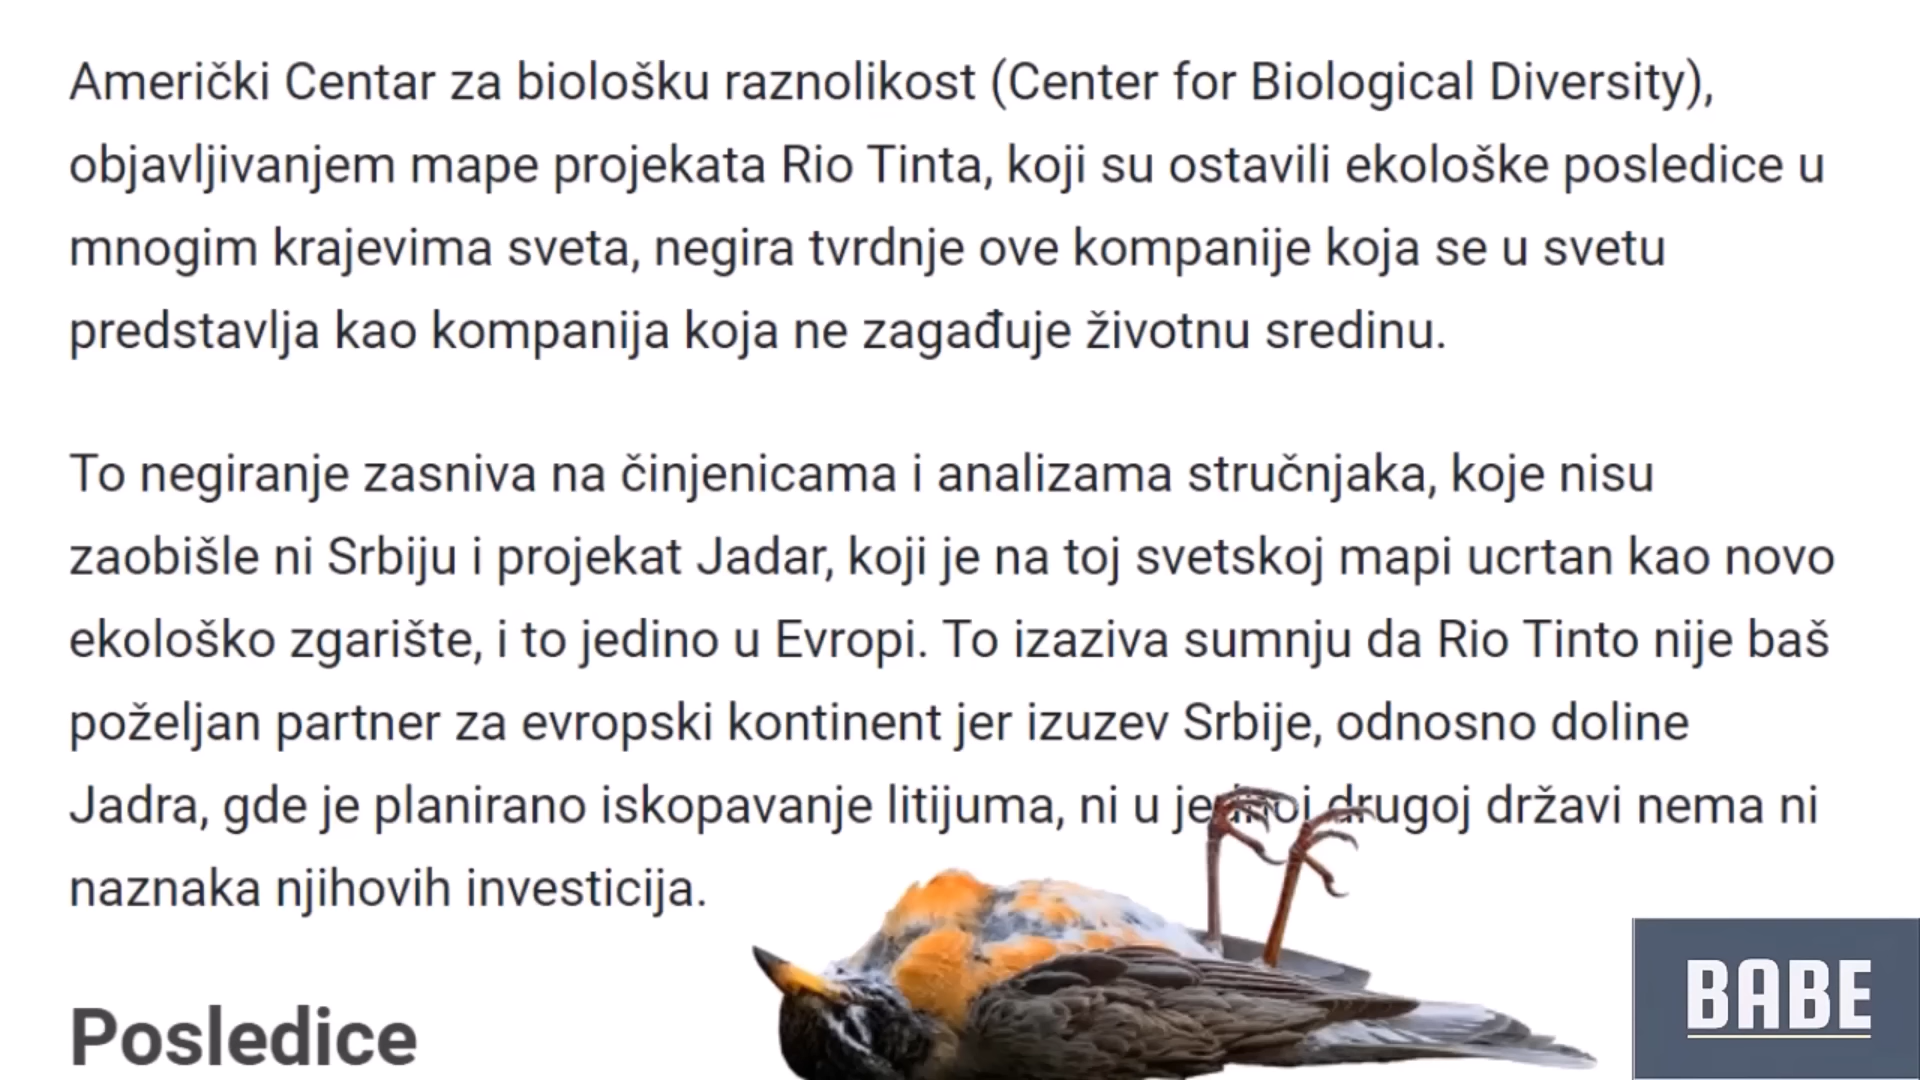 Američki Centar za biološku raznolikost (Center for Biological Diversity),
objavljivanjem mape projekata Rio Tinta, koji su ostavili ekološke posledice u
mnogim krajevima sveta, negira tvrdnje ove kompanije koja se u svetu
predstavlja kao kompanija koja ne zagađuje životnu sredinu.
To negiranje zasniva na činjenicama i analizama stručnjaka, koje nisu
zaobišle ni Srbiju i projekat Jadar, koji je na toj svetskoj mapi ucrtan kao novo
ekološko zgarište, i to jedino u Evropi. To izaziva sumnju da Rio Tinto nije baš
poželjan partner za evropski kontinent jer izuzev Srbije, odnosno doline
Jadra, gde je planirano iskopavanje litijuma, ni u jednoj drugoj državi nema ni
naznaka njihovih investicija.
Posledice
BABE